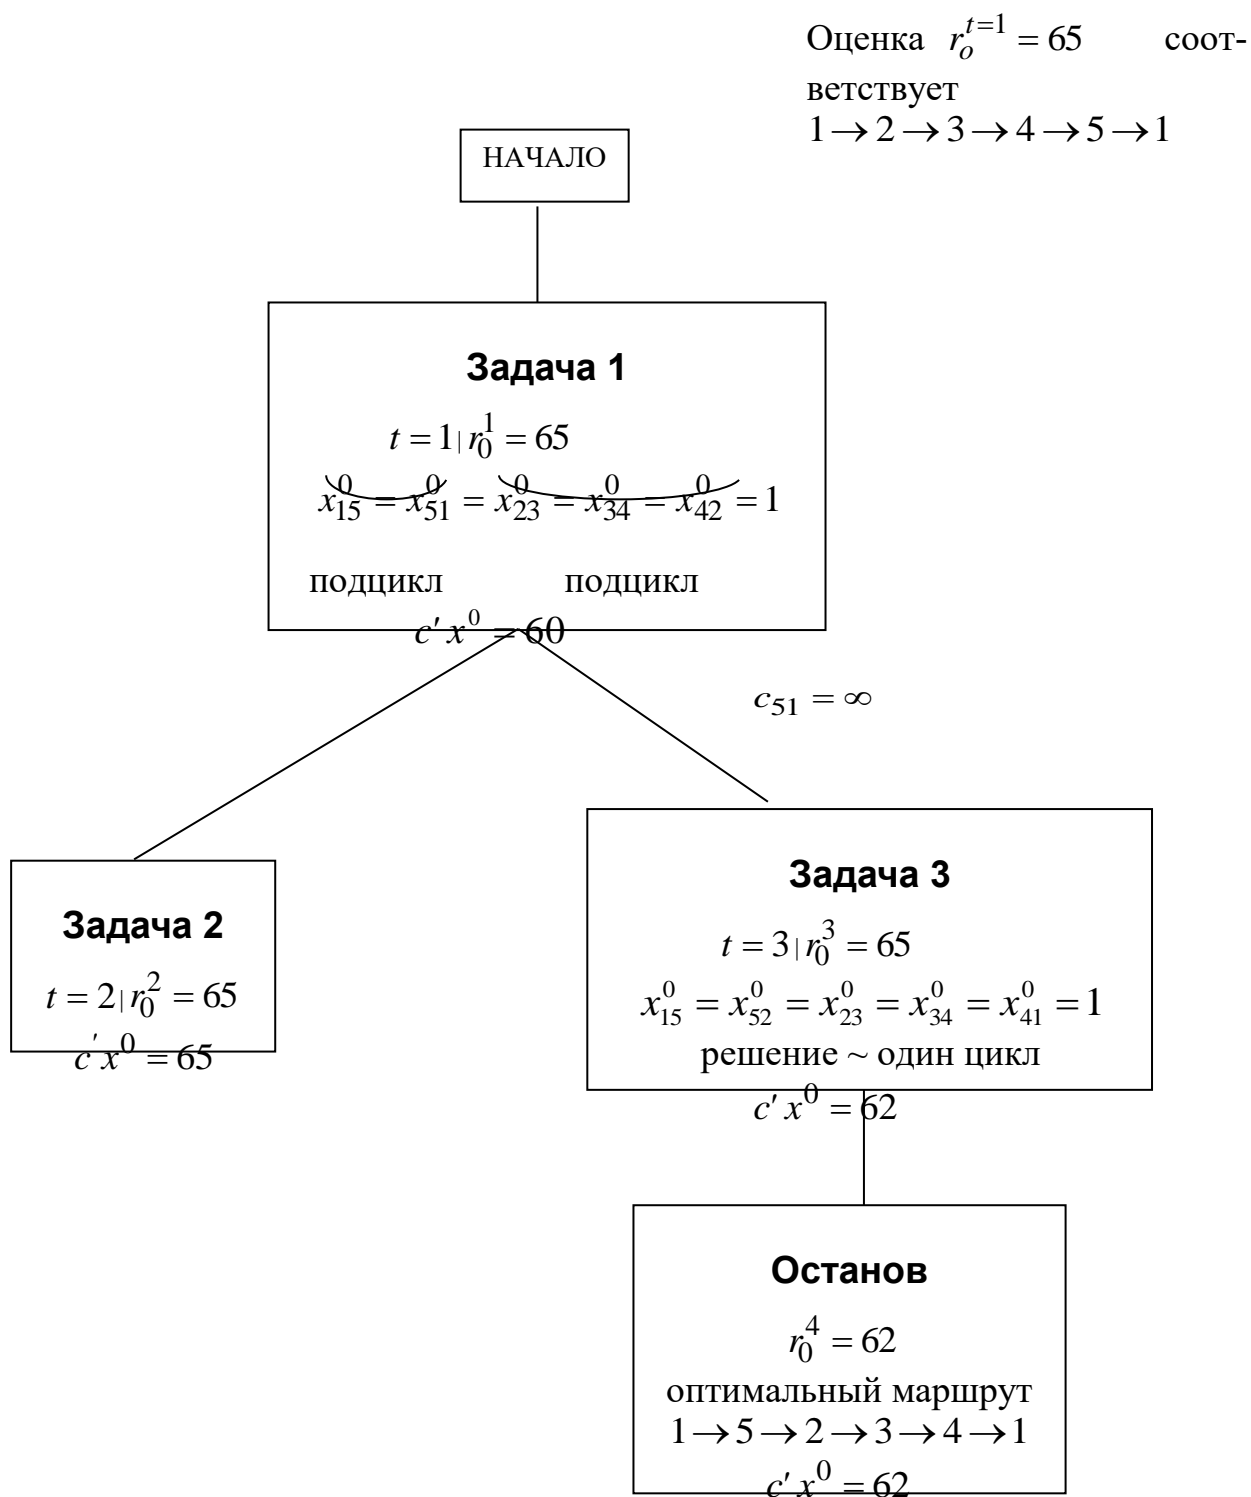 Оценка $r_o^{t=1} = 65$ соот-
ветствует
$1 \to 2 \to 3 \to 4 \to 5 \to 1$
НАЧАЛО
Задача 1
$t = 1 | r_0^1 = 65$
$x_{15}^0 = x_{51}^0 = x_{23}^0 = x_{34}^0 = x_{42}^0 = 1$
подцикл подцикл
$c' x^0 = 60$
$c_{51} = \infty$
Задача 2
$t = 2 | r_0^2 = 65$
$c' x^0 = 65$
Задача 3
$t = 3 | r_0^3 = 65$
$x_{15}^0 = x_{52}^0 = x_{23}^0 = x_{34}^0 = x_{41}^0 = 1$
решение ~ один цикл
$c' x^0 = 62$
Останов
$r_0^4 = 62$
оптимальный маршрут
$1 \to 5 \to 2 \to 3 \to 4 \to 1$
$c' x^0 = 62$